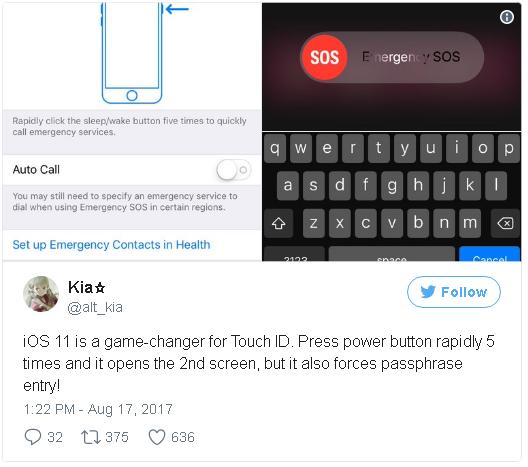 Rapidly click the sleep/wake button five times to quickly
call emergency services.
Auto Call
You may still need to specify an emergency service to
dial when using Emergency SOS in certain regions.
Set up Emergency Contacts in Health
SOS Emergency SOS
q w e r t y u i o p
a s d f g h j k l
z x c v b n m
?123 space Cancel
Kia☆
@alt_kia
Follow
iOS 11 is a game-changer for Touch ID. Press power button rapidly 5
times and it opens the 2nd screen, but it also forces passphrase
entry!
1:22 PM - Aug 17, 2017
32 375 636